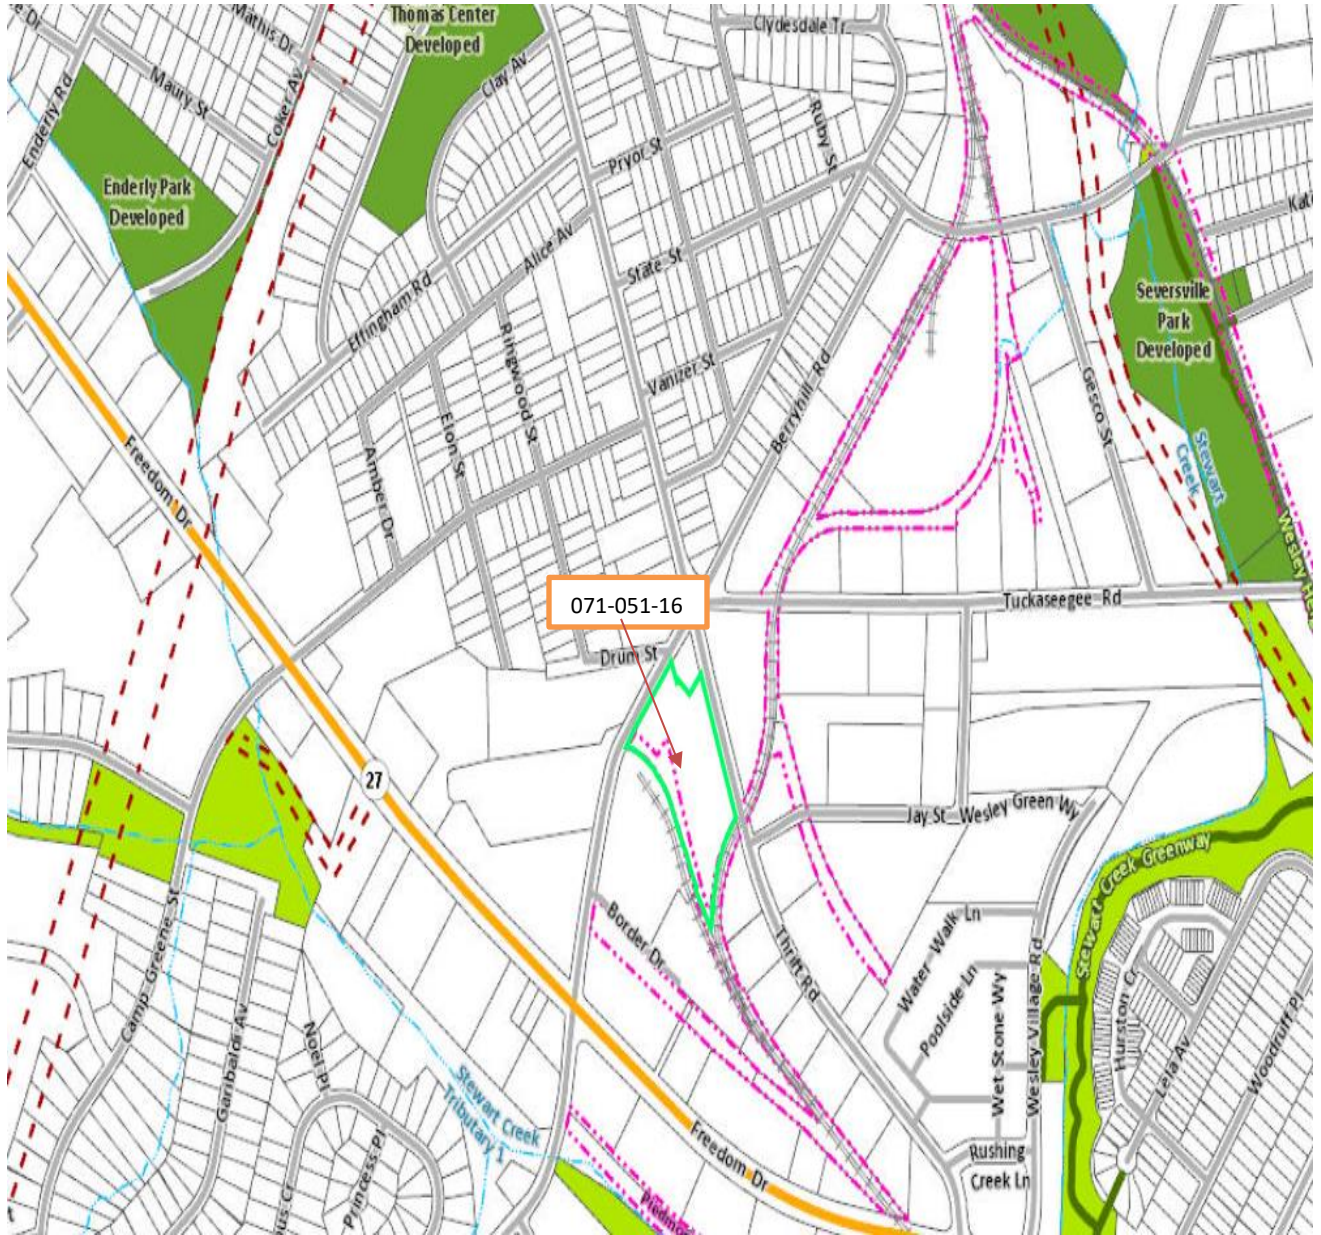 Thomas Center
Developed
Mathis Dr
Clydesdale Tr
Maury St
Coker Av
Clay Av
Enderly Rd
Ruby St
Pryor St
Enderly Park
Developed
State St
Alice Av
Effingham Rd
Seversville
Park
Developed
Ringwood St
Vanizer St
Berryhill Rd
Gesco St
Elon St
Amber Dr
Freedom Dr
Stewart
Creek
071-051-16
Tuckaseegee Rd
Drum St
27
Jay St
Wesley Green Wy
Stewart Creek Greenway
Camp Greene St
Garibaldi Av
Noel Pl
Princess Pl
Border Dr
Thrift Rd
Water Walk Ln
Poolside Ln
Wet Stone Wy
Wesley Village Rd
Hurston Cr
Lela Av
Woodruff Pl
Stewart Creek
Tributary 1
Freedom Dr
Rushing
Creek Ln